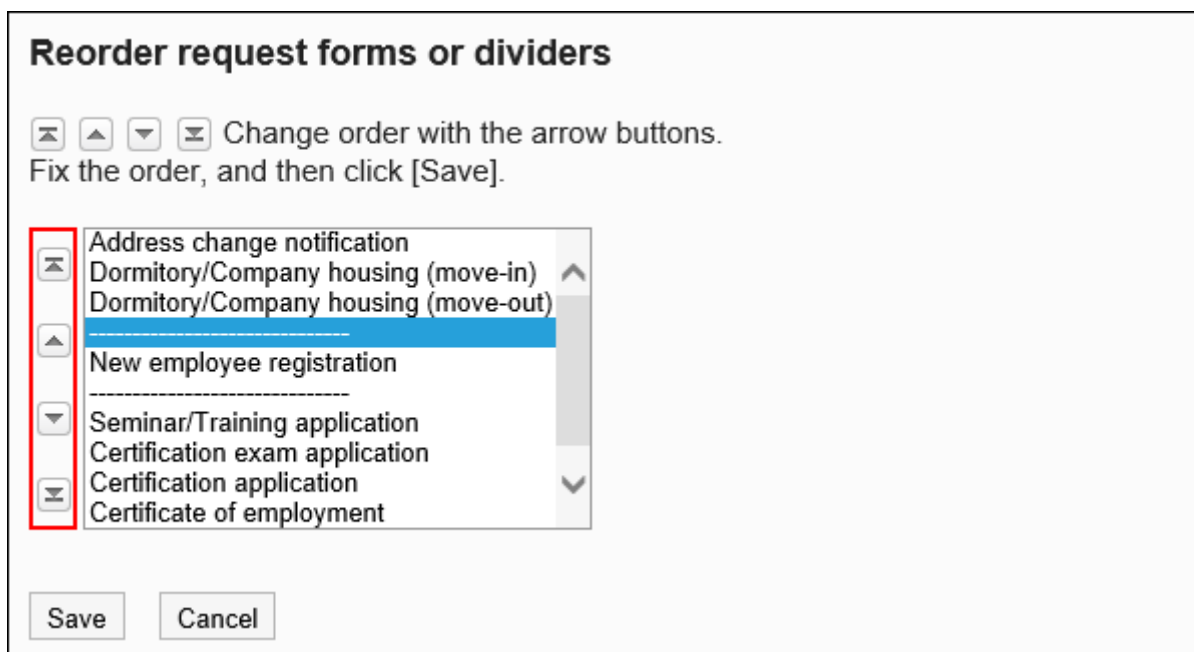 Reorder request forms or dividers
Change order with the arrow buttons.
Fix the order, and then click [Save].
Address change notification
Dormitory/Company housing (move-in)
Dormitory/Company housing (move-out)
------------------------------
New employee registration
------------------------------
Seminar/Training application
Certification exam application
Certification application
Certificate of employment
Save Cancel